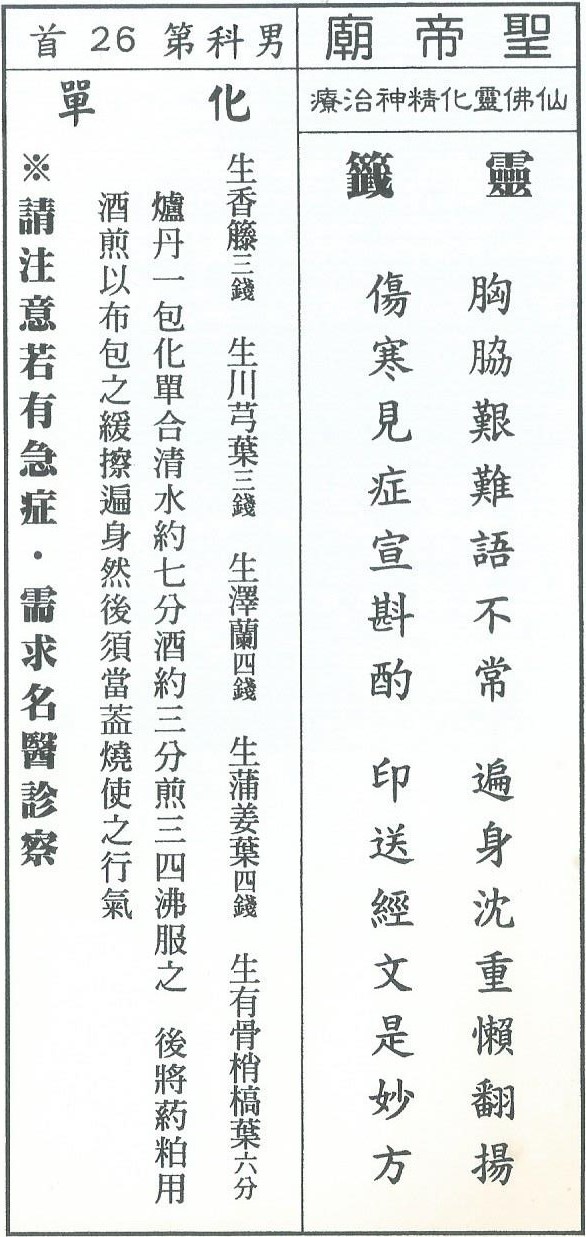 聖帝廟
仙佛靈化精神治療
靈籤
胸脇艱難語不常 遍身沈重懶翻揚
傷寒見症宣斟酌 印送經文是妙方
男科第26首
化單
生香籐三錢 生川芎葉三錢 生澤蘭四錢 生蒲姜葉四錢 生有骨梢槁葉六分
爐丹一包化單合清水約七分酒約三分煎三四沸服之 後將葯粕用
酒煎以布包之緩擦遍身然後須當蓋燒使之行氣
※請注意若有急症．需求名醫診察